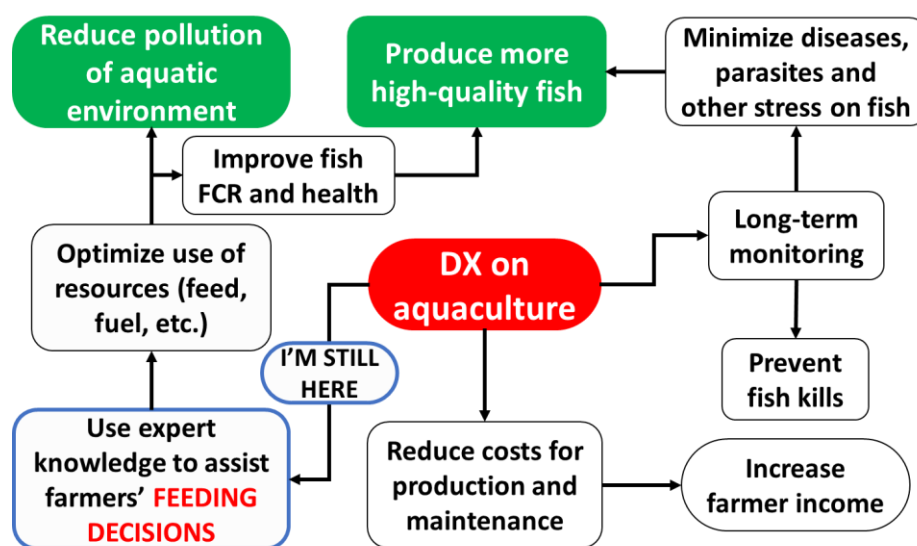 Reduce pollution
of aquatic
environment
Produce more
high-quality fish
Minimize diseases,
parasites and
other stress on fish
Improve fish
FCR and health
Long-term
monitoring
Optimize use of
resources (feed,
fuel, etc.)
DX on
aquaculture
I'M STILL
HERE
Prevent
fish kills
Use expert
knowledge to assist
farmers' FEEDING
DECISIONS
Reduce costs for
production and
maintenance
Increase
farmer income